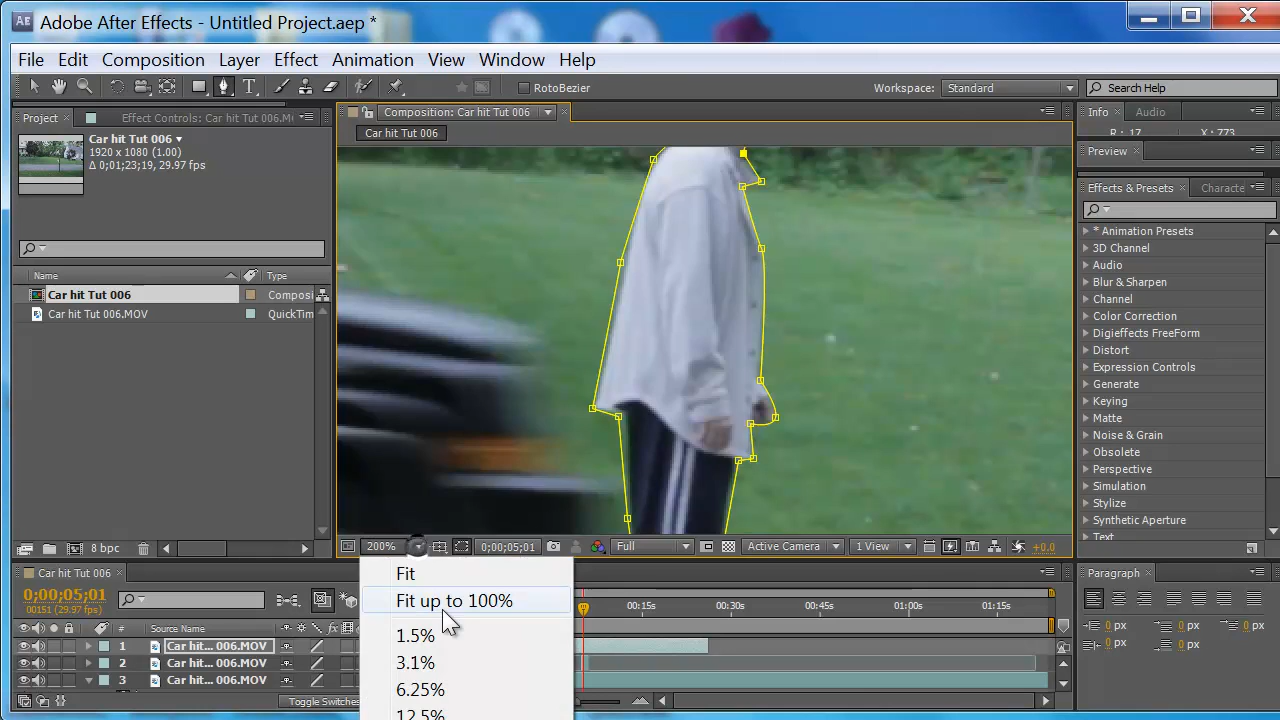 Adobe After Effects - Untitled Project.aep *
File Edit Composition Layer Effect Animation View Window Help
RotoBezier
Workspace: Standard
Search Help
Project
Effect Controls: Car hit Tut 006.M
Composition: Car hit Tut 006
Info
Audio
Car hit Tut 006
1920 x 1080 (1.00)
Δ 0;01;23;19, 29.97 fps
Car hit Tut 006
R : 17
X : 773
Preview
Effects & Presets
Characte
Name
Type
Car hit Tut 006
Composi
Car hit Tut 006.MOV
QuickTim
* Animation Presets
3D Channel
Audio
Blur & Sharpen
Channel
Color Correction
Digieffects FreeForm
Distort
Expression Controls
Generate
Keying
Matte
Noise & Grain
Obsolete
Perspective
Simulation
Stylize
Synthetic Aperture
Text
8 bpc
200%
0;00;05;01
Full
Active Camera
1 View
+0.0
Fit
Fit up to 100%
1.5%
3.1%
6.25%
12.5%
Car hit Tut 006
0;00;05;01
00151 (29.97 fps)
00:15s
00:30s
00:45s
01:00s
01:15s
Paragraph
0 px
0 px
0 px
0 px
0 px
# Source Name
1 Car hit... 006.MOV
2 Car hit... 006.MOV
3 Car hit... 006.MOV
Toggle Switches